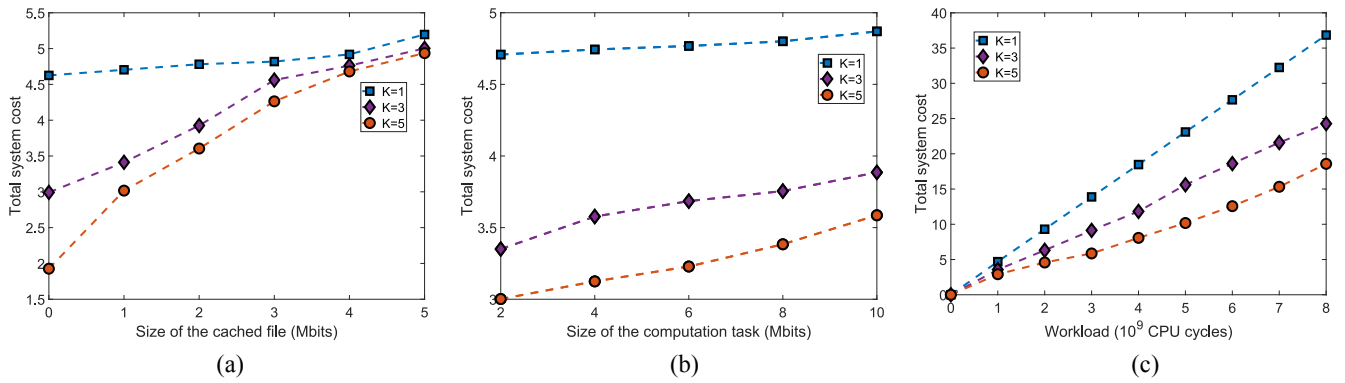 Total system cost
5.5
5
4.5
4
3.5
3
2.5
2
1.5
0 1 2 3 4 5
Size of the cached file (Mbits)
K=1
K=3
K=5
(a)
Total system cost
5
4.5
4
3.5
3
2 4 6 8 10
Size of the computation task (Mbits)
K=1
K=3
K=5
(b)
Total system cost
40
35
30
25
20
15
10
5
0
0 1 2 3 4 5 6 7 8
Workload (10⁹ CPU cycles)
K=1
K=3
K=5
(c)